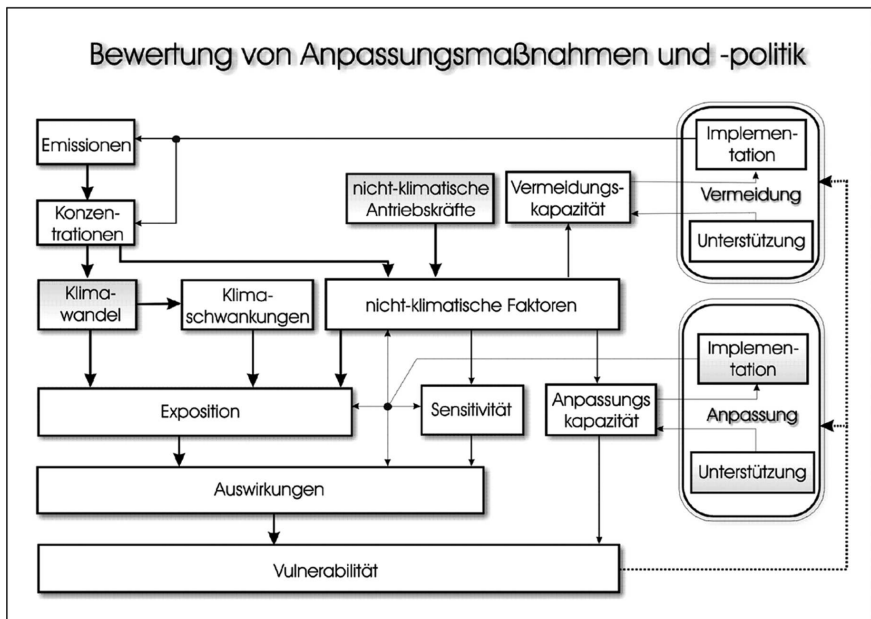 Bewertung von Anpassungsmaßnahmen und -politik
Emissionen
Implemen-
tation
nicht-klimatische
Antriebskräfte
Vermeidungs-
kapazität
Vermeidung
Konzen-
trationen
Unterstützung
Klima-
wandel
Klima-
schwankungen
nicht-klimatische Faktoren
Implemen-
tation
Exposition
Sensitivität
Anpassungs
kapazität
Anpassung
Unterstützung
Auswirkungen
Vulnerabilität